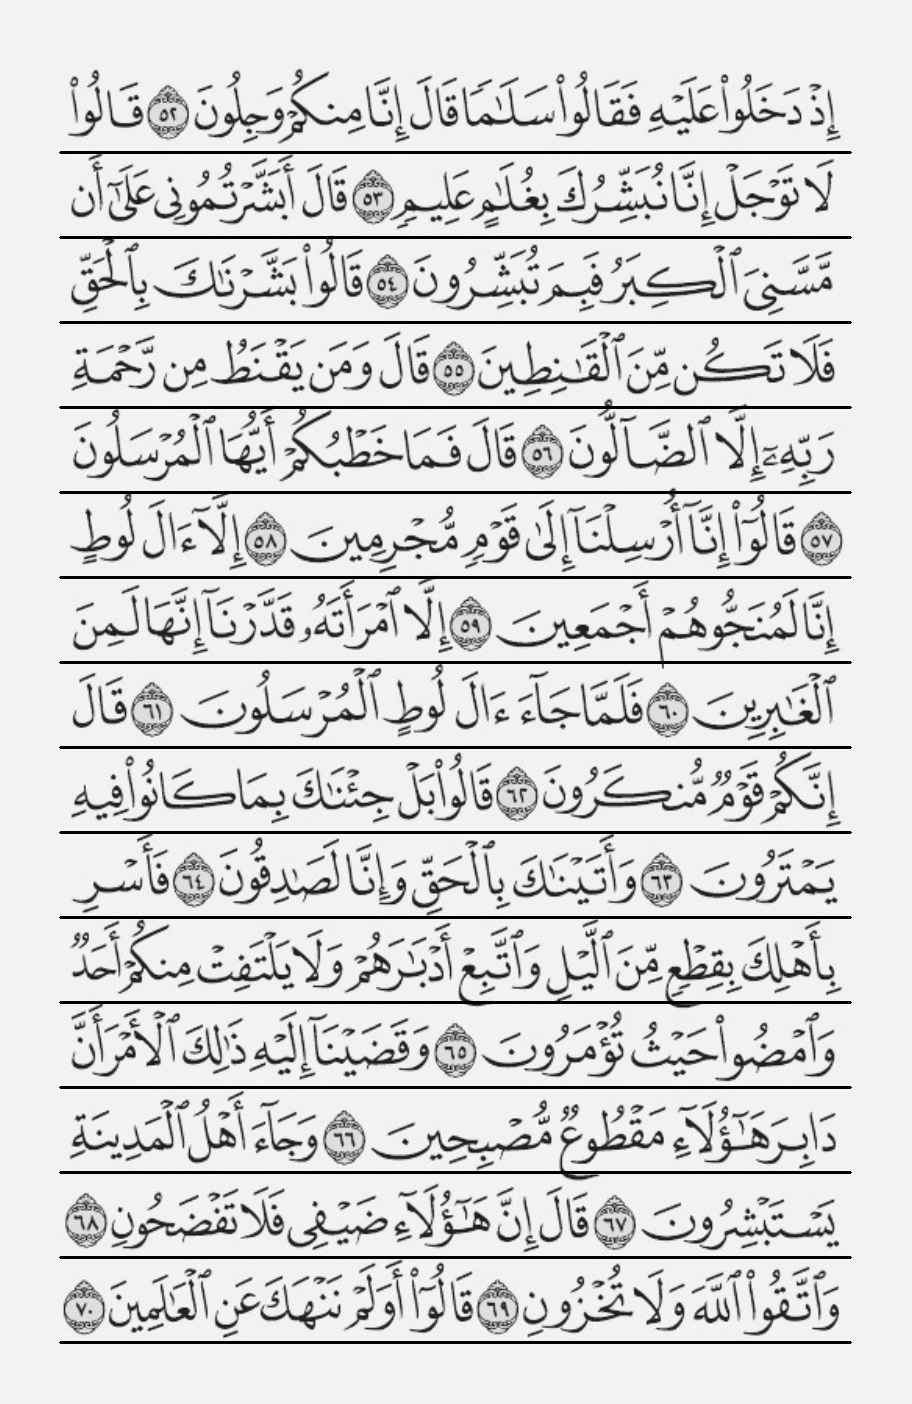 إِذْ دَخَلُوا۟ عَلَيْهِ فَقَالُوا۟ سَلَـٰمًا قَالَ إِنَّا مِنكُمْ وَجِلُونَ ٥٢ قَالُوا۟
لَا تَوْجَلْ إِنَّا نُبَشِّرُكَ بِغُلَـٰمٍ عَلِيمٍ ٥٣ قَالَ أَبَشَّرْتُمُونِى عَلَىٰٓ أَن
مَّسَّنِىَ ٱلْكِبَرُ فَبِمَ تُبَشِّرُونَ ٥٤ قَالُوا۟ بَشَّرْنَـٰكَ بِٱلْحَقِّ
فَلَا تَكُن مِّنَ ٱلْقَـٰنِطِينَ ٥٥ قَالَ وَمَن يَقْنَطُ مِن رَّحْمَةِ
رَبِّهِۦٓ إِلَّا ٱلضَّآلُّونَ ٥٦ قَالَ فَمَا خَطْبُكُمْ أَيُّهَا ٱلْمُرْسَلُونَ
٥٧ قَالُوٓا۟ إِنَّآ أُرْسِلْنَآ إِلَىٰ قَوْمٍ مُّجْرِمِينَ ٥٨ إِلَّآ ءَالَ لُوطٍ
إِنَّا لَمُنَجُّوهُمْ أَجْمَعِينَ ٥٩ إِلَّا ٱمْرَأَتَهُۥ قَدَّرْنَآ إِنَّهَا لَمِنَ
ٱلْغَـٰبِرِينَ ٦٠ فَلَمَّا جَآءَ ءَالَ لُوطٍ ٱلْمُرْسَلُونَ ٦١ قَالَ
إِنَّكُمْ قَوْمٌ مُّنكَرُونَ ٦٢ قَالُوا۟ بَلْ جِئْنَـٰكَ بِمَا كَانُوا۟ فِيهِ
يَمْتَرُونَ ٦٣ وَأَتَيْنَـٰكَ بِٱلْحَقِّ وَإِنَّا لَصَـٰدِقُونَ ٦٤ فَأَسْرِ
بِأَهْلِكَ بِقِطْعٍ مِّنَ ٱلَّيْلِ وَٱتَّبِعْ أَدْبَـٰرَهُمْ وَلَا يَلْتَفِتْ مِنكُمْ أَحَدٌ
وَٱمْضُوا۟ حَيْثُ تُؤْمَرُونَ ٦٥ وَقَضَيْنَآ إِلَيْهِ ذَٰلِكَ ٱلْأَمْرَ أَنَّ
دَابِرَ هَـٰٓؤُلَآءِ مَقْطُوعٌ مُّصْبِحِينَ ٦٦ وَجَآءَ أَهْلُ ٱلْمَدِينَةِ
يَسْتَبْشِرُونَ ٦٧ قَالَ إِنَّ هَـٰٓؤُلَآءِ ضَيْفِى فَلَا تَفْضَحُونِ ٦٨
وَٱتَّقُوا۟ ٱللَّهَ وَلَا تُخْزُونِ ٦٩ قَالُوٓا۟ أَوَلَمْ نَنْهَكَ عَنِ ٱلْعَـٰلَمِينَ ٧٠